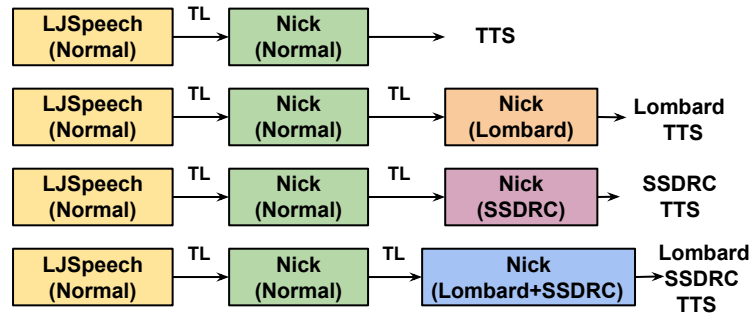 TL
LJSpeech
(Normal)
Nick
(Normal)
TTS
TL
TL
LJSpeech
(Normal)
Nick
(Normal)
Nick
(Lombard)
Lombard
TTS
TL
TL
LJSpeech
(Normal)
Nick
(Normal)
Nick
(SSDRC)
SSDRC
TTS
TL
TL
LJSpeech
(Normal)
Nick
(Normal)
Nick
(Lombard+SSDRC)
Lombard
SSDRC
TTS